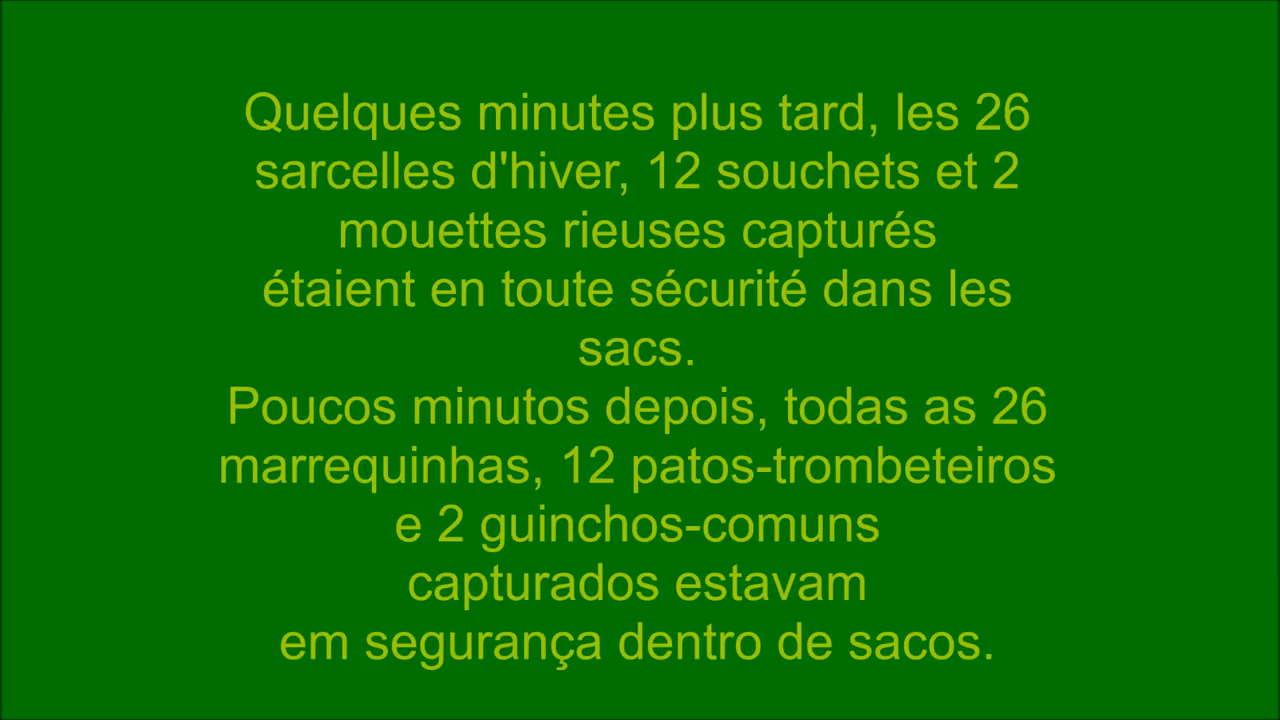 Quelques minutes plus tard, les 26
sarcelles d'hiver, 12 souchets et 2
mouettes rieuses capturés
étaient en toute sécurité dans les
sacs.
Poucos minutos depois, todas as 26
marrequinhas, 12 patos-trombeteiros
e 2 guinchos-comuns
capturados estavam
em segurança dentro de sacos.